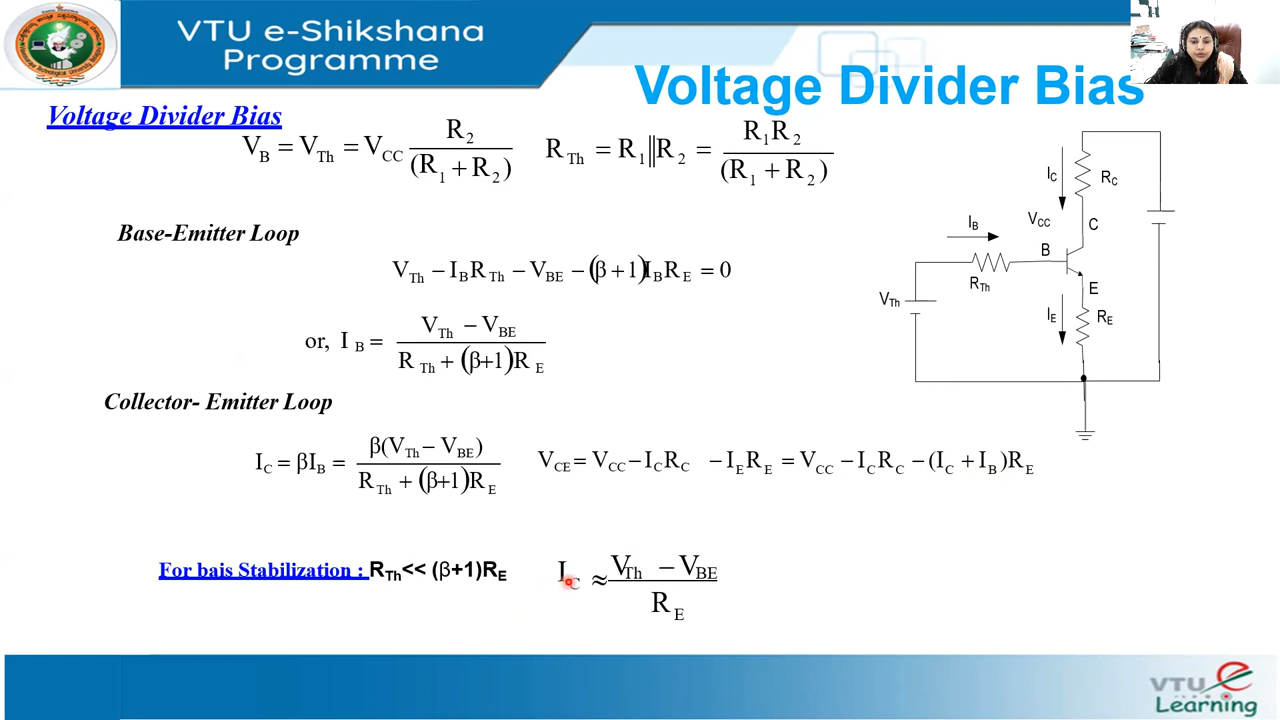 VTU e-Shikshana
Programme
Voltage Divider Bias
Voltage Divider Bias
V_B = V_Th = V_CC R_2 / (R_1 + R_2)
R_Th = R_1 || R_2 = R_1 R_2 / (R_1 + R_2)
Base-Emitter Loop
V_Th − I_B R_Th − V_BE − (β + 1) I_B R_E = 0
or, I_B = (V_Th − V_BE) / (R_Th + (β+1) R_E)
Collector- Emitter Loop
I_C = βI_B = β(V_Th − V_BE) / (R_Th + (β+1) R_E)
V_CE = V_CC − I_C R_C − I_E R_E = V_CC − I_C R_C − (I_C + I_B) R_E
For bais Stabilization : R_Th << (β+1)R_E
I_C ≈ (V_Th − V_BE) / R_E
I_C
R_C
V_CC
C
I_B
B
R_Th
V_Th
E
I_E
R_E
VTU e
Learning